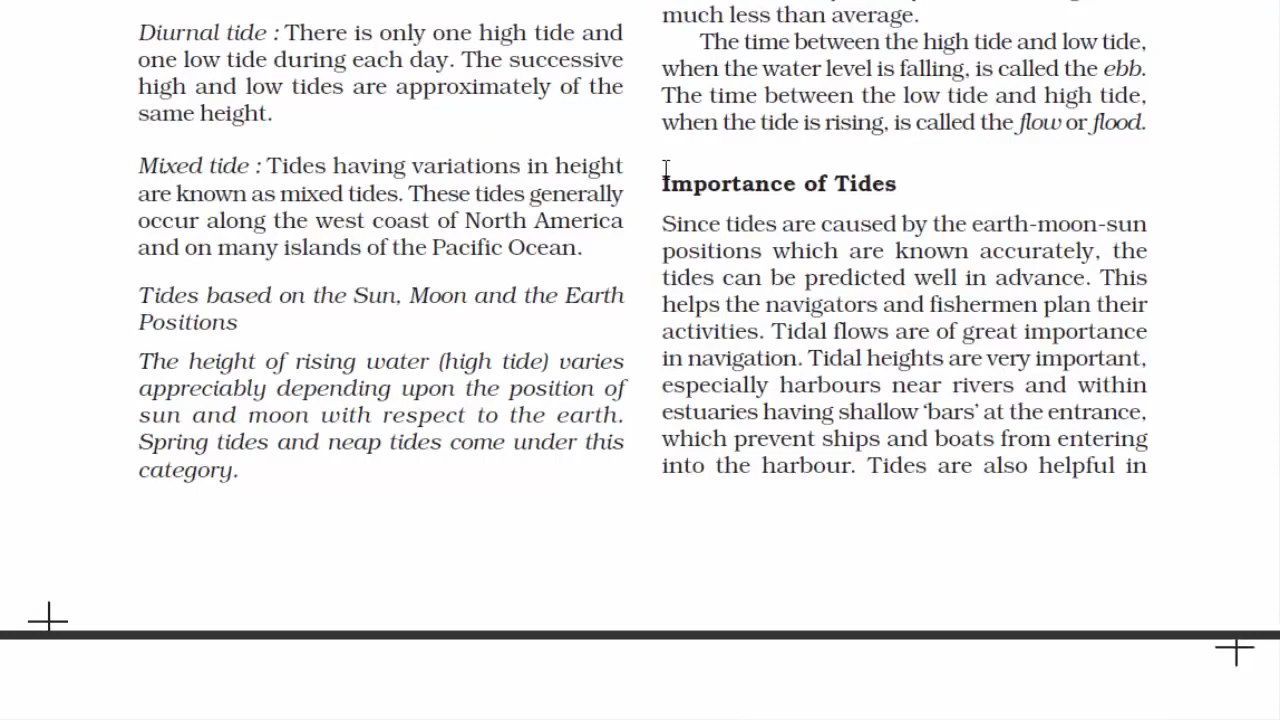 Diurnal tide : There is only one high tide and
one low tide during each day. The successive
high and low tides are approximately of the
same height.
Mixed tide : Tides having variations in height
are known as mixed tides. These tides generally
occur along the west coast of North America
and on many islands of the Pacific Ocean.
Tides based on the Sun, Moon and the Earth
Positions
The height of rising water (high tide) varies
appreciably depending upon the position of
sun and moon with respect to the earth.
Spring tides and neap tides come under this
category.
much less than average.
The time between the high tide and low tide,
when the water level is falling, is called the ebb.
The time between the low tide and high tide,
when the tide is rising, is called the flow or flood.
Importance of Tides
Since tides are caused by the earth-moon-sun
positions which are known accurately, the
tides can be predicted well in advance. This
helps the navigators and fishermen plan their
activities. Tidal flows are of great importance
in navigation. Tidal heights are very important,
especially harbours near rivers and within
estuaries having shallow ‘bars’ at the entrance,
which prevent ships and boats from entering
into the harbour. Tides are also helpful in